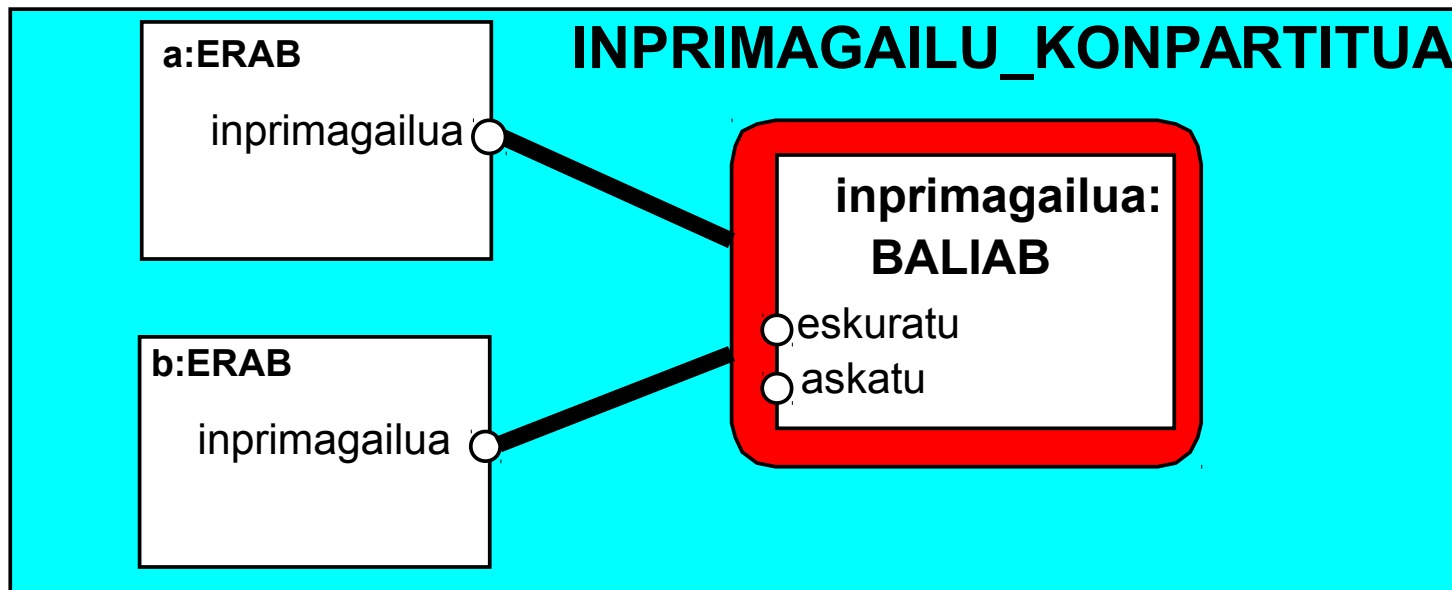 INPRIMAGAILU_KONPARTITUA
a:ERAB
inprimagailua
inprimagailua:
BALIAB
eskuratu
askatu
b:ERAB
inprimagailua